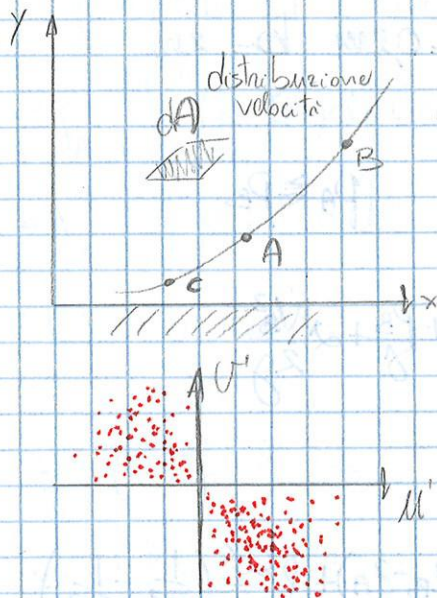 y
distribuzione
velocità
dA
B
A
C
x
U'
u'